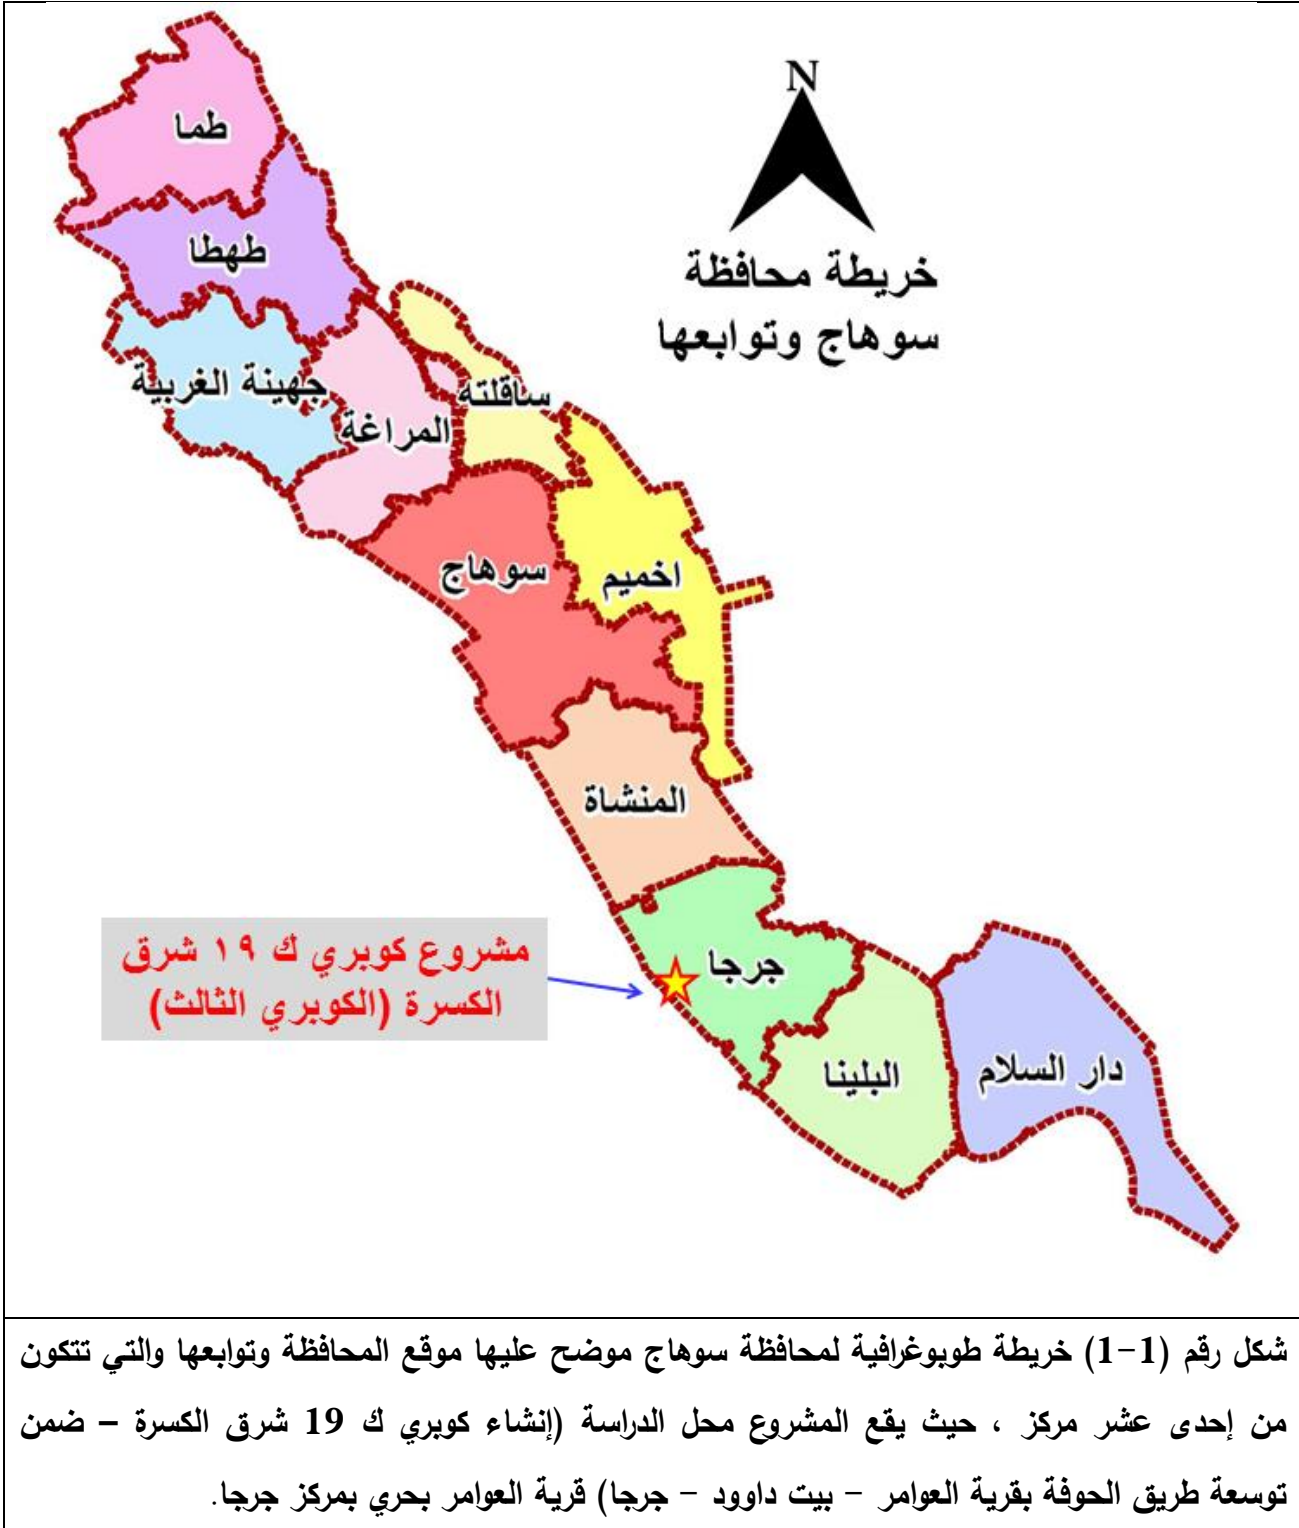 N
خريطة محافظة
سوهاج وتوابعها
طما
طهطا
جهينة الغربية
المراغة
ساقلته
سوهاج
اخميم
المنشاة
جرجا
مشروع كوبري ك ١٩ شرق
الكسرة (الكوبري الثالث)
البلينا
دار السلام
شكل رقم (1-1) خريطة طوبوغرافية لمحافظة سوهاج موضح عليها موقع المحافظة وتوابعها والتي تتكون
من إحدى عشر مركز ، حيث يقع المشروع محل الدراسة (إنشاء كوبري ك 19 شرق الكسرة – ضمن
توسعة طريق الحوفة بقرية العوامر - بيت داوود - جرجا) قرية العوامر بحري بمركز جرجا.